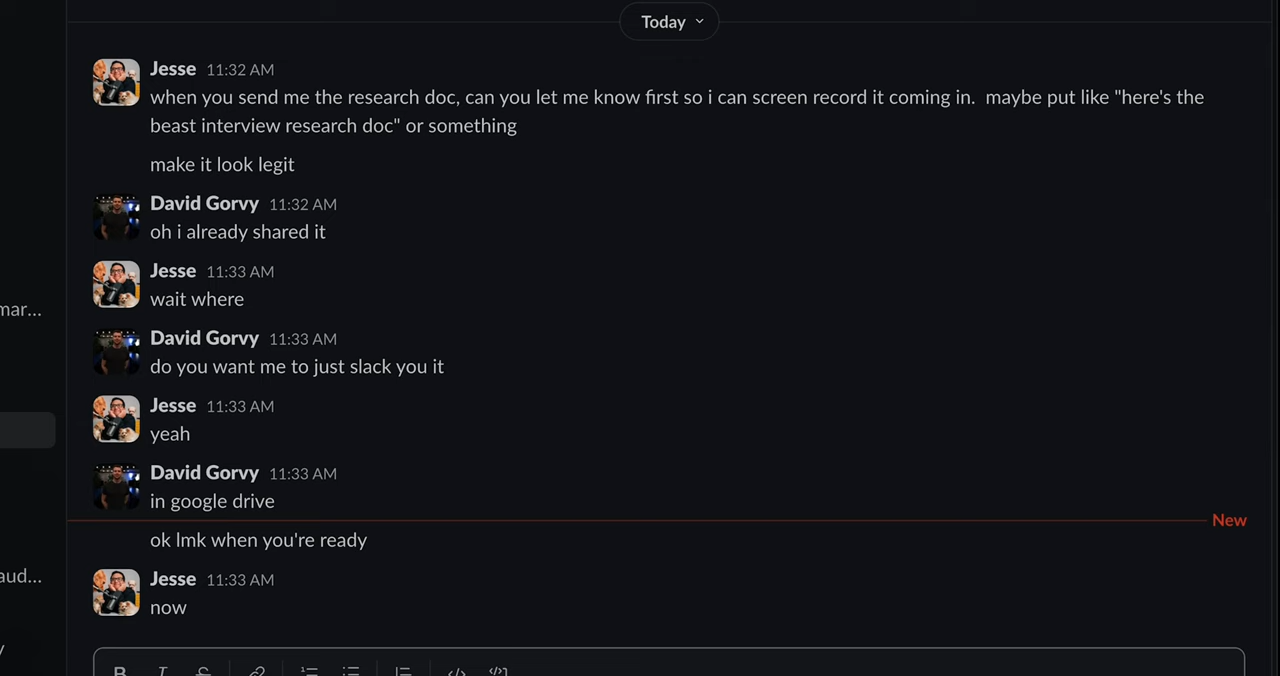 Today
Jesse 11:32 AM
when you send me the research doc, can you let me know first so i can screen record it coming in.  maybe put like "here's the
beast interview research doc" or something
make it look legit
David Gorvy 11:32 AM
oh i already shared it
Jesse 11:33 AM
wait where
mar...
David Gorvy 11:33 AM
do you want me to just slack you it
Jesse 11:33 AM
yeah
David Gorvy 11:33 AM
in google drive
New
ok lmk when you're ready
aud...
Jesse 11:33 AM
now